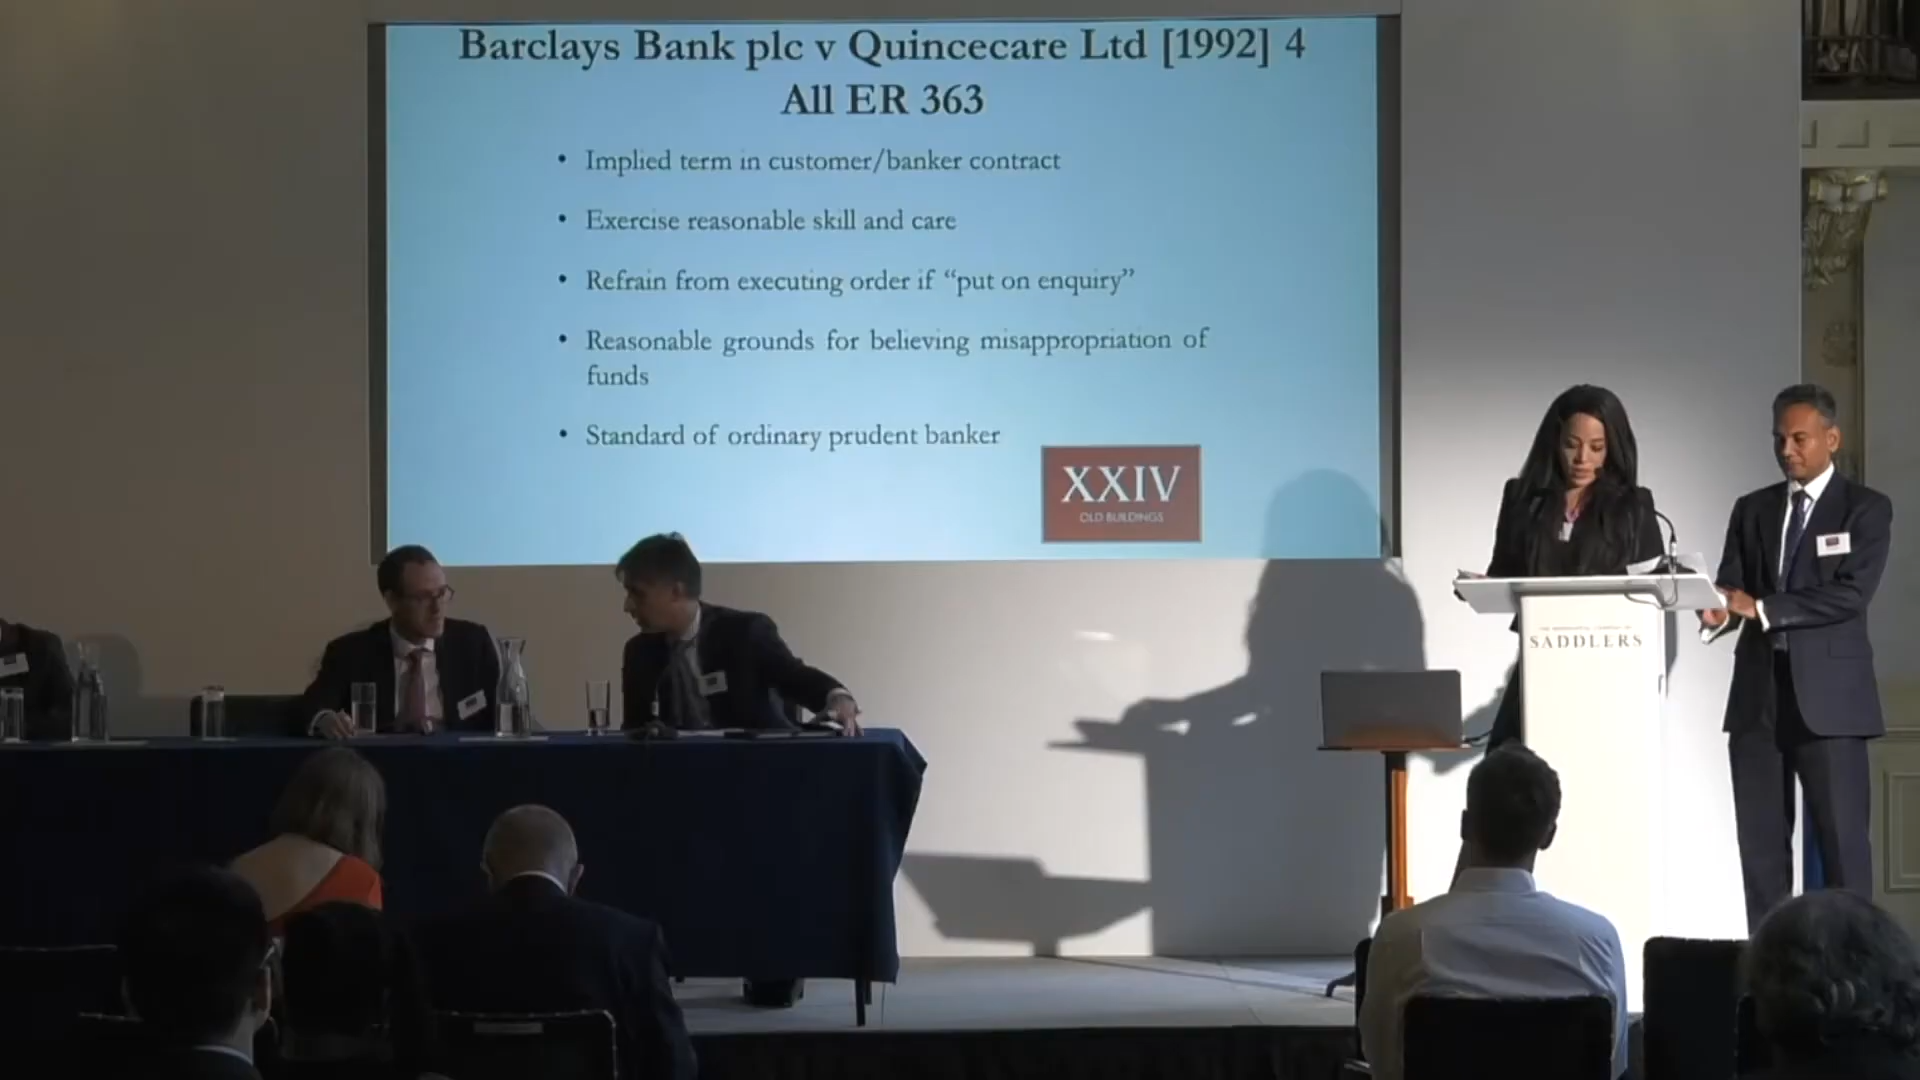 Barclays Bank plc v Quincecare Ltd [1992] 4
All ER 363
• Implied term in customer/banker contract
• Exercise reasonable skill and care
• Refrain from executing order if “put on enquiry”
• Reasonable grounds for believing misappropriation of
funds
• Standard of ordinary prudent banker
XXIV
OLD BUILDINGS
SADDLERS